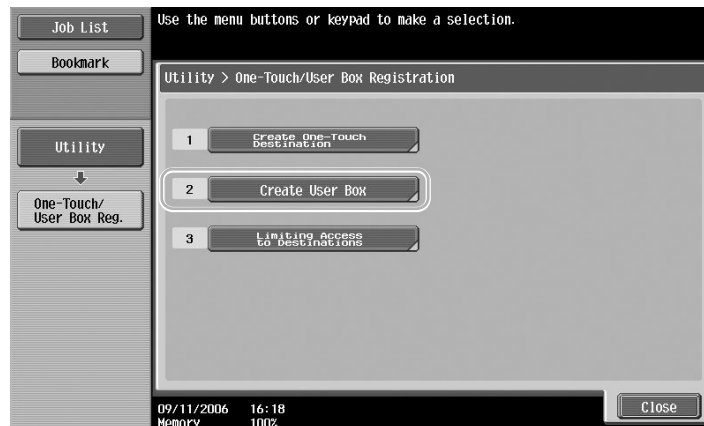 Job List
Bookmark
Utility
One-Touch/
User Box Reg.
Use the menu buttons or keypad to make a selection.
Utility > One-Touch/User Box Registration
1 Create One-Touch
Destination
2 Create User Box
3 Limiting Access
to Destinations
09/11/2006 16:18
Memory 100%
Close